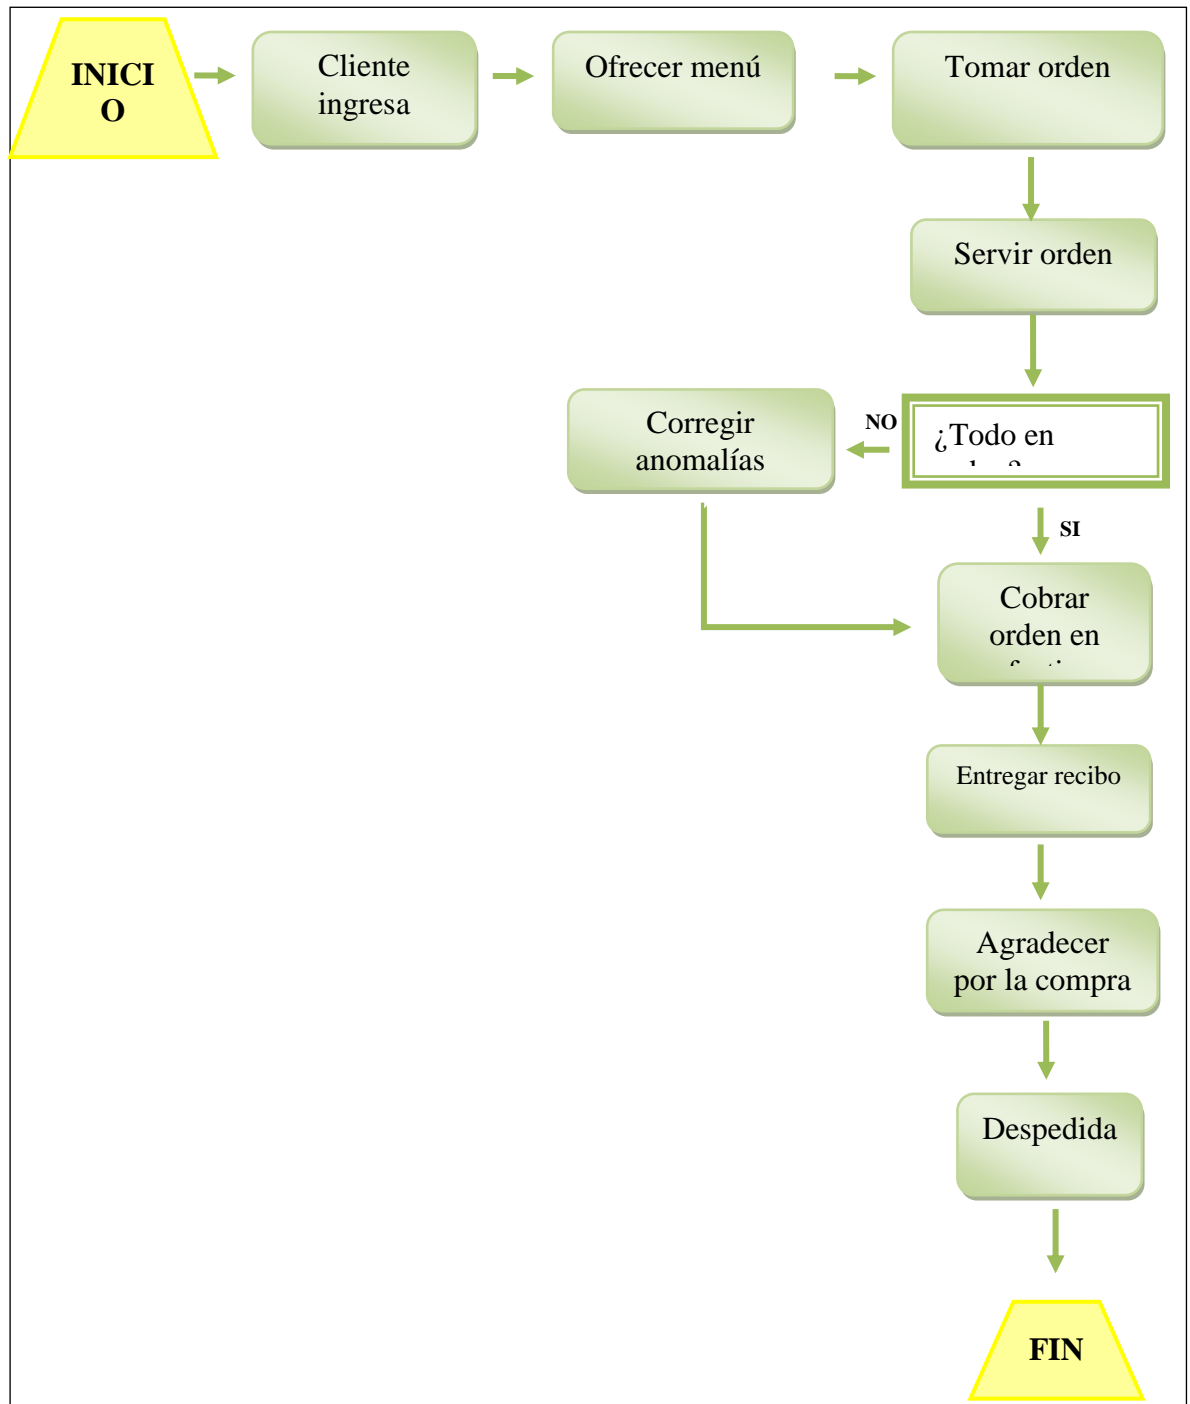 INICI
O
Cliente
ingresa
Ofrecer menú
Tomar orden
Servir orden
¿Todo en
NO
Corregir
anomalías
SI
Cobrar
orden en
Entregar recibo
Agradecer
por la compra
Despedida
FIN